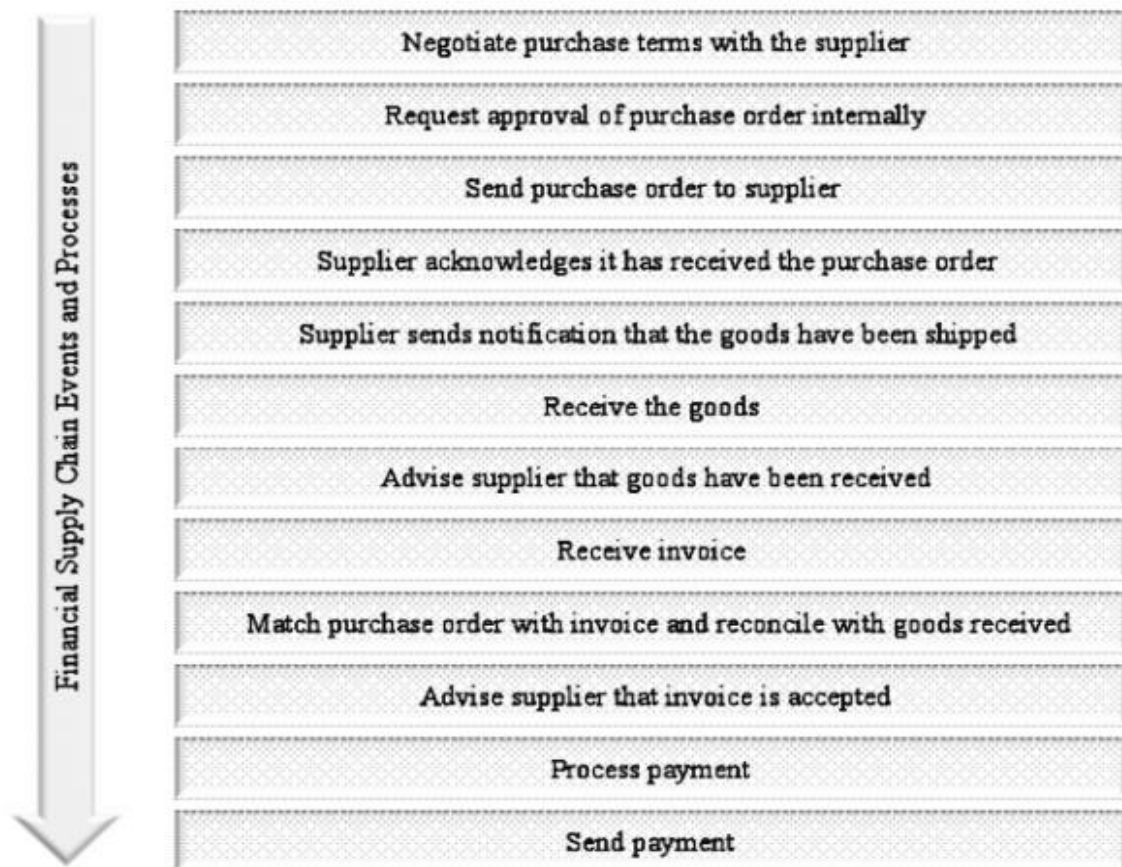 Financial Supply Chain Events and Processes
Negotiate purchase terms with the supplier
Request approval of purchase order internally
Send purchase order to supplier
Supplier acknowledges it has received the purchase order
Supplier sends notification that the goods have been shipped
Receive the goods
Advise supplier that goods have been received
Receive invoice
Match purchase order with invoice and reconcile with goods received
Advise supplier that invoice is accepted
Process payment
Send payment